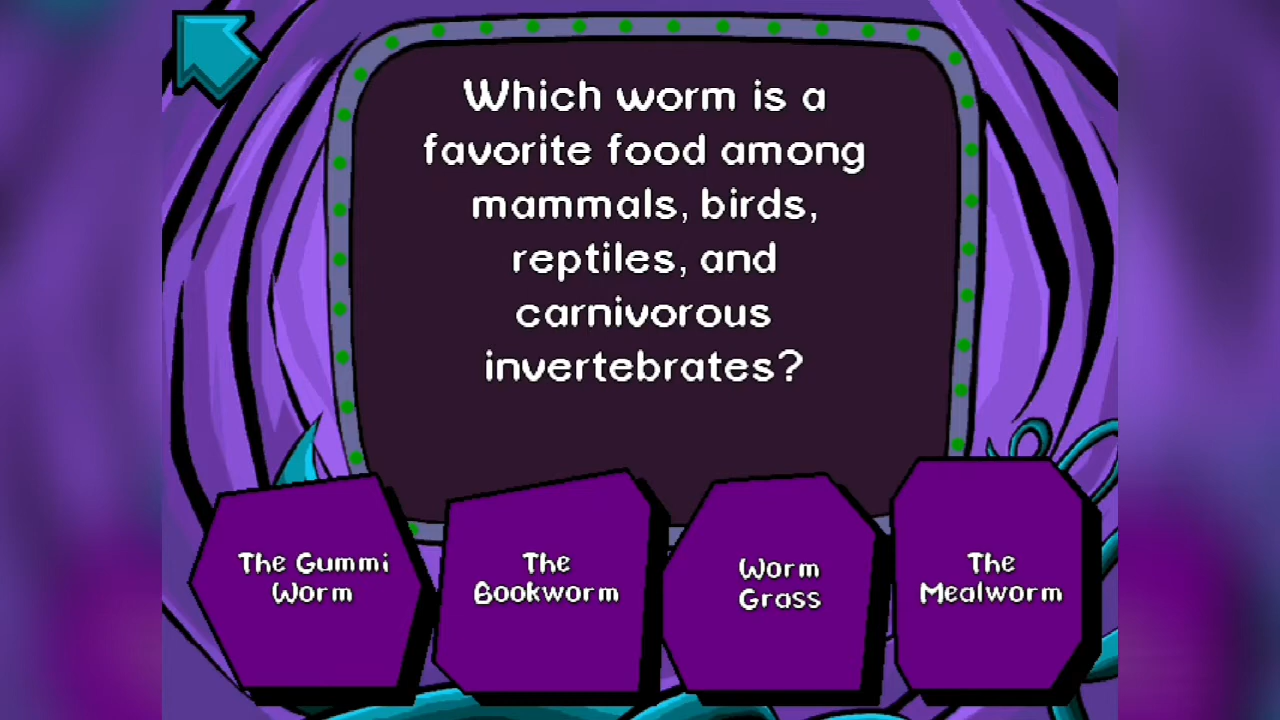 Which worm is a
favorite food among
mammals, birds,
reptiles, and
carnivorous
invertebrates?
The Gummi
Worm
The
Bookworm
Worm
Grass
The
Mealworm